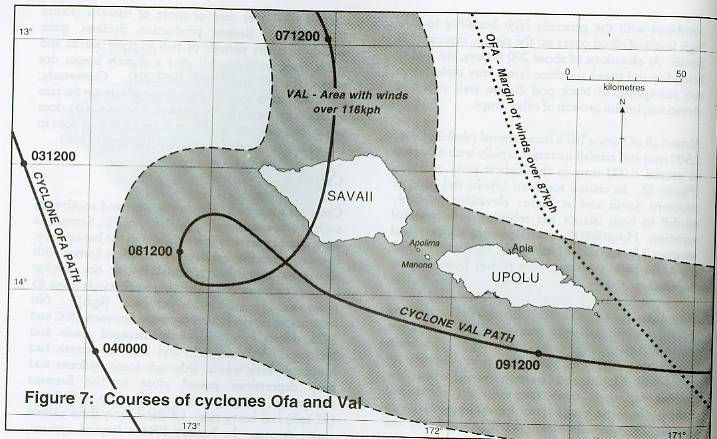 13°
071200
VAL - Area with winds
over 116kph
OFA - Margin of winds over 87kph
0 50
kilometres
N
031200
CYCLONE OFA PATH
SAVAII
081200
Apolima
Manono
Apia
UPOLU
14°
CYCLONE VAL PATH
040000
091200
Figure 7: Courses of cyclones Ofa and Val
173°
172°
171°